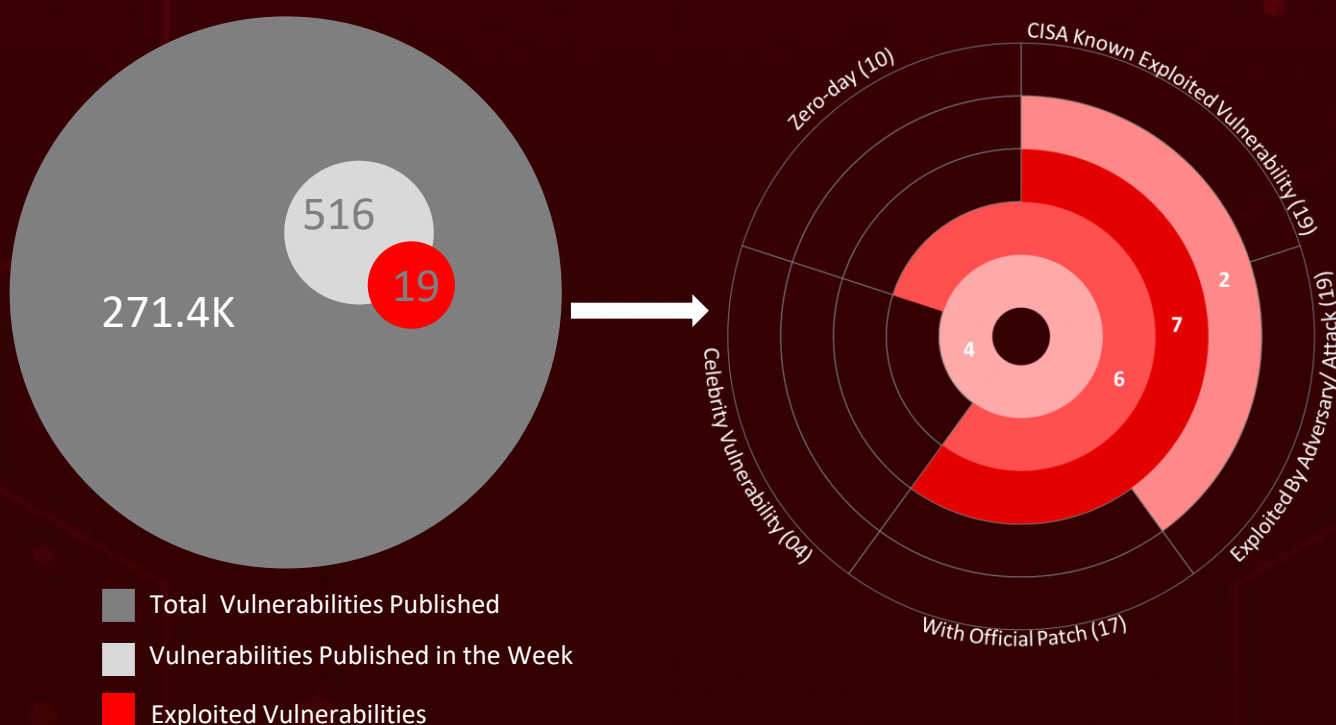 516
19
271.4K
Total Vulnerabilities Published
Vulnerabilities Published in the Week
Exploited Vulnerabilities
Zero-day (10)
CISA Known Exploited Vulnerability (19)
Exploited By Adversary/ Attack (19)
With Official Patch (17)
Celebrity Vulnerability (04)
2
7
4
6